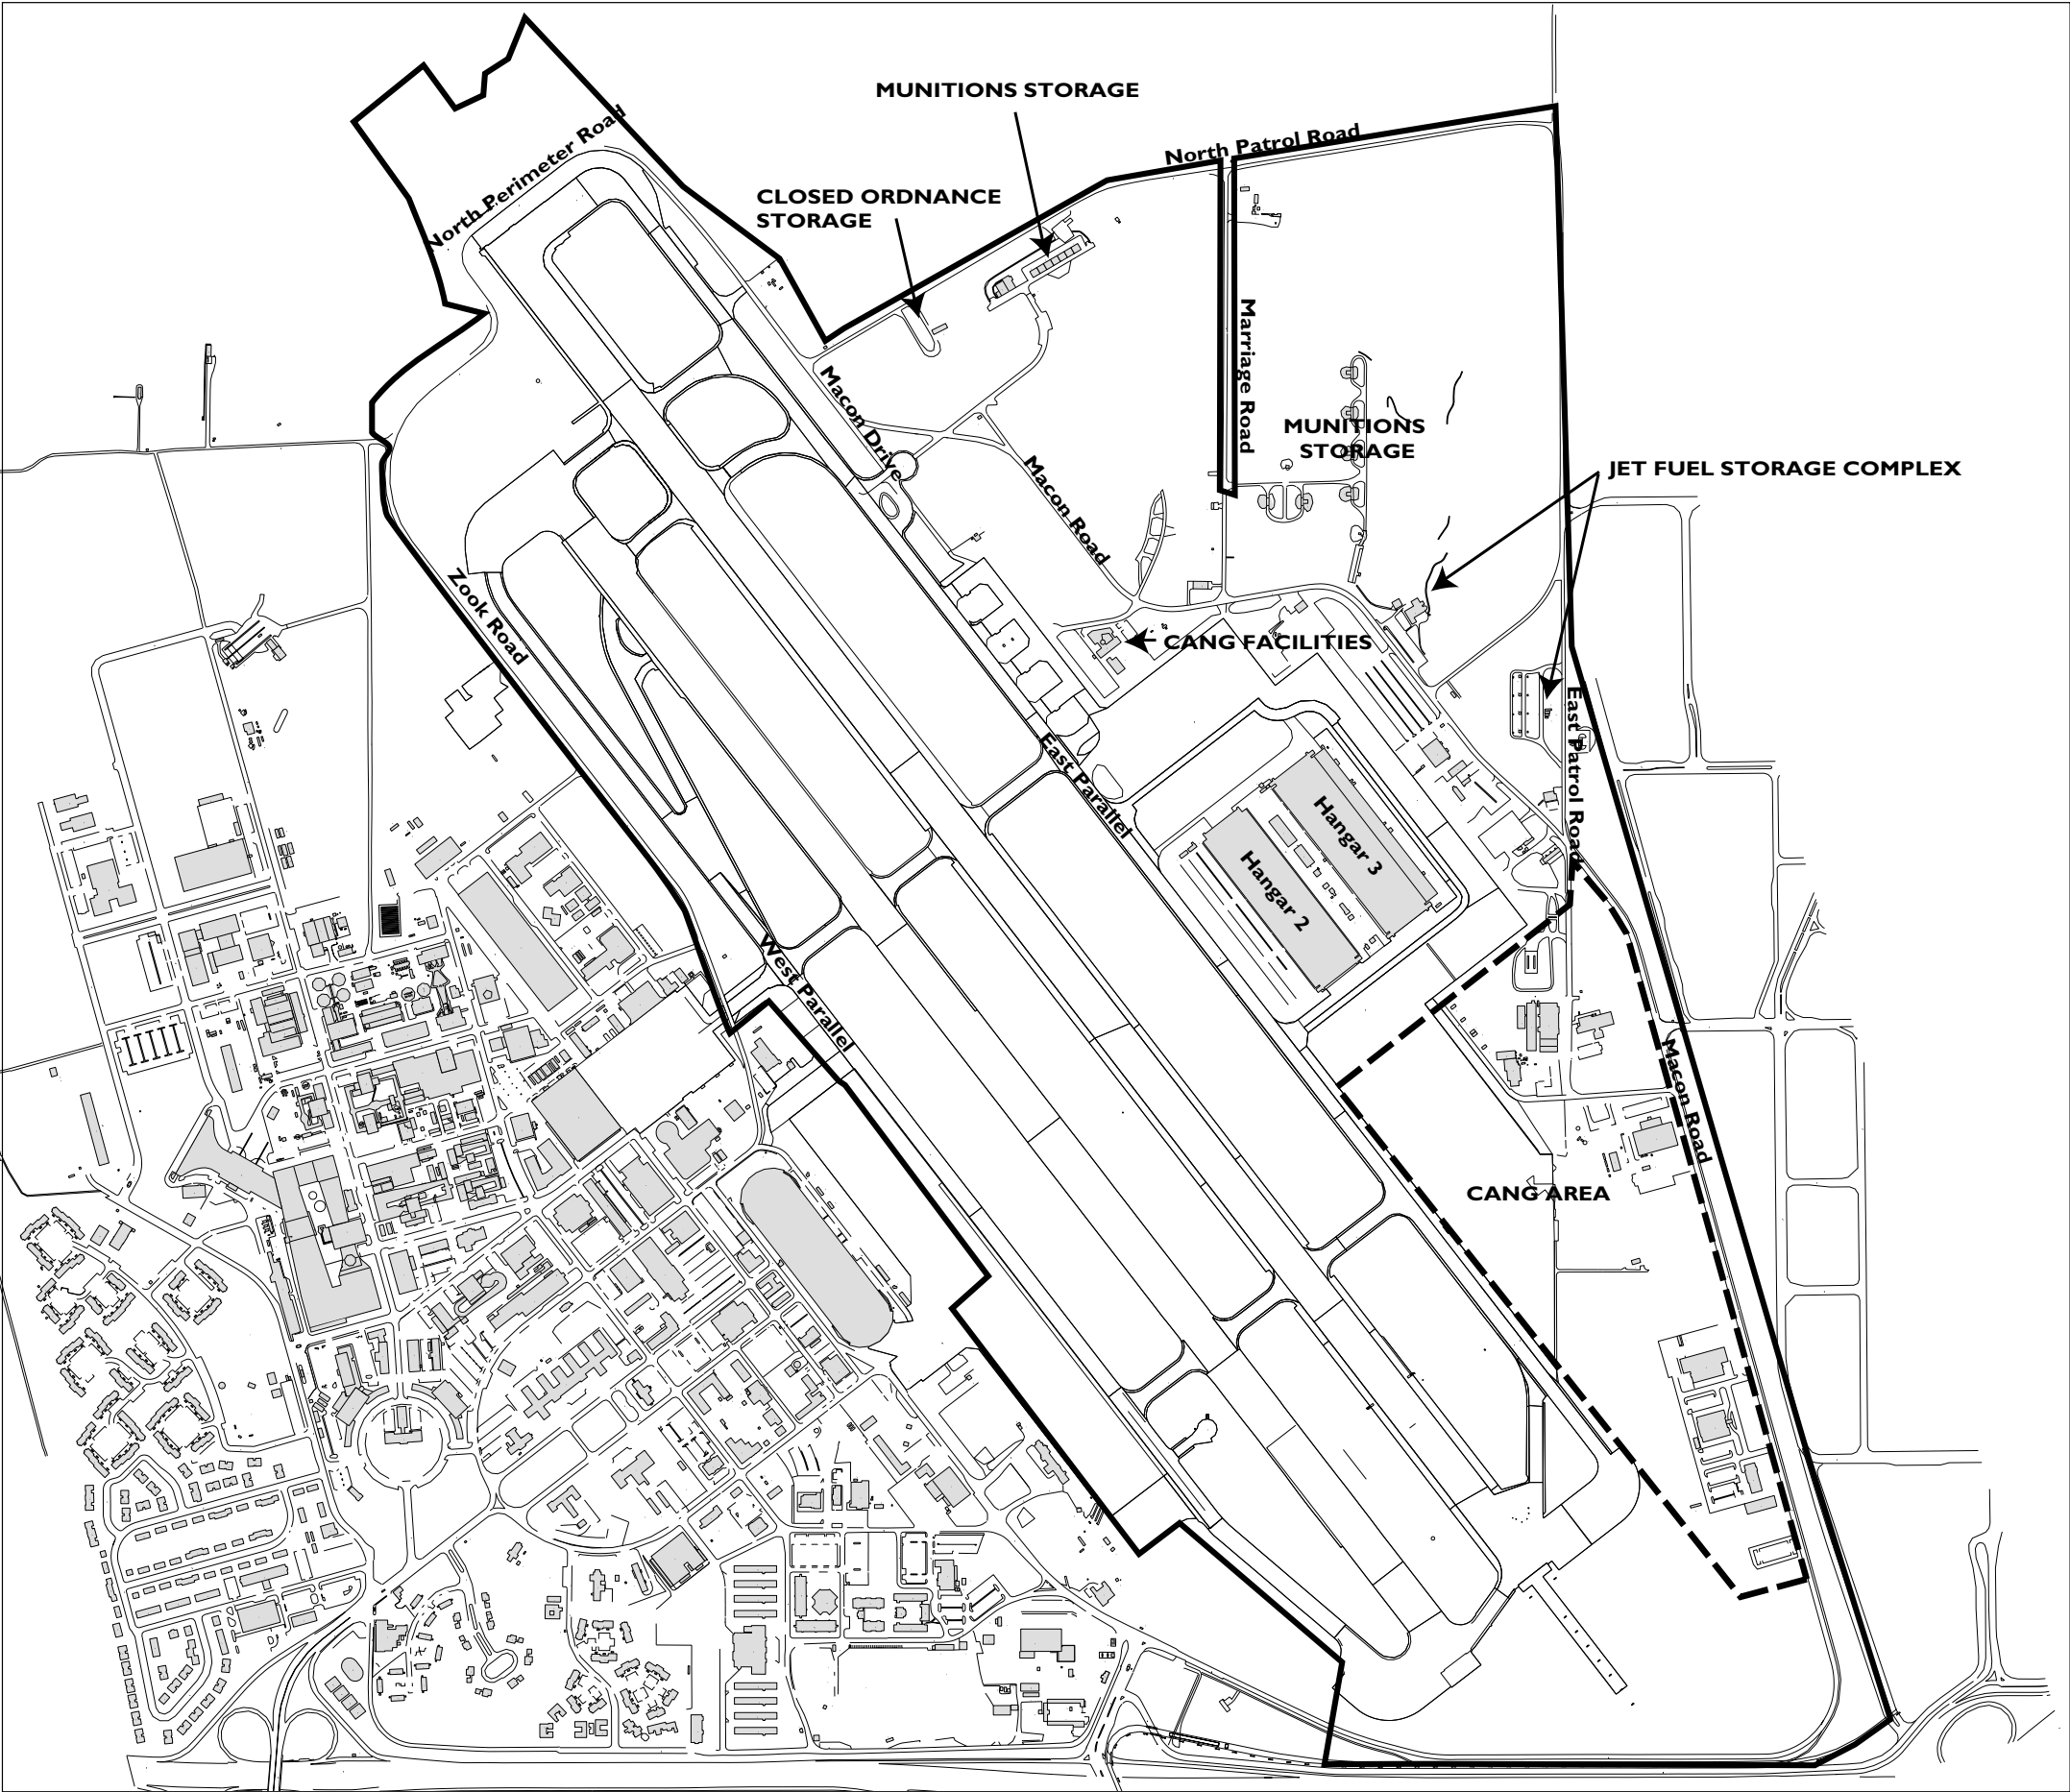 MUNITIONS STORAGE
North Perimeter Road
North Patrol Road
CLOSED ORDNANCE
STORAGE
Marriage Road
Macon Drive
MUNITIONS
STORAGE
JET FUEL STORAGE COMPLEX
Macon Road
Zook Road
CANG FACILITIES
East Patrol Road
East Parallel
Hangar 3
Hangar 2
West Parallel
Macon Road
CANG AREA